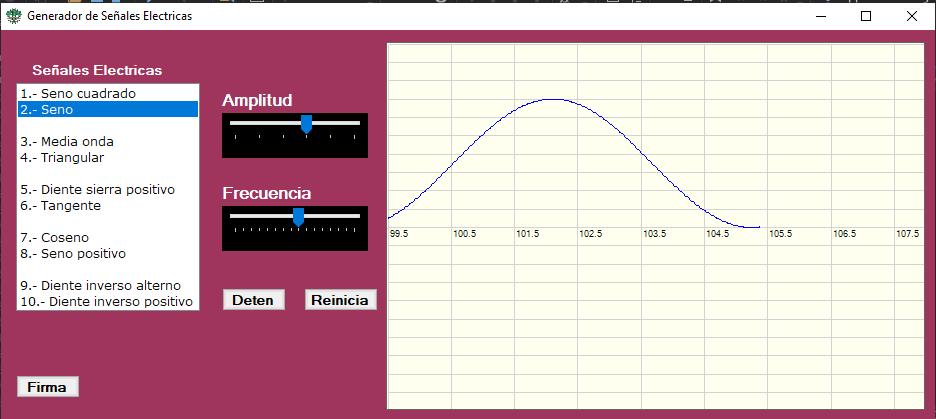 Generador de Señales Electricas
Señales Electricas
1.- Seno cuadrado
2.- Seno
3.- Media onda
4.- Triangular
5.- Diente sierra positivo
6.- Tangente
7.- Coseno
8.- Seno positivo
9.- Diente inverso alterno
10.- Diente inverso positivo
Amplitud
Frecuencia
Deten Reinicia
Firma
99.5 100.5 101.5 102.5 103.5 104.5 105.5 106.5 107.5